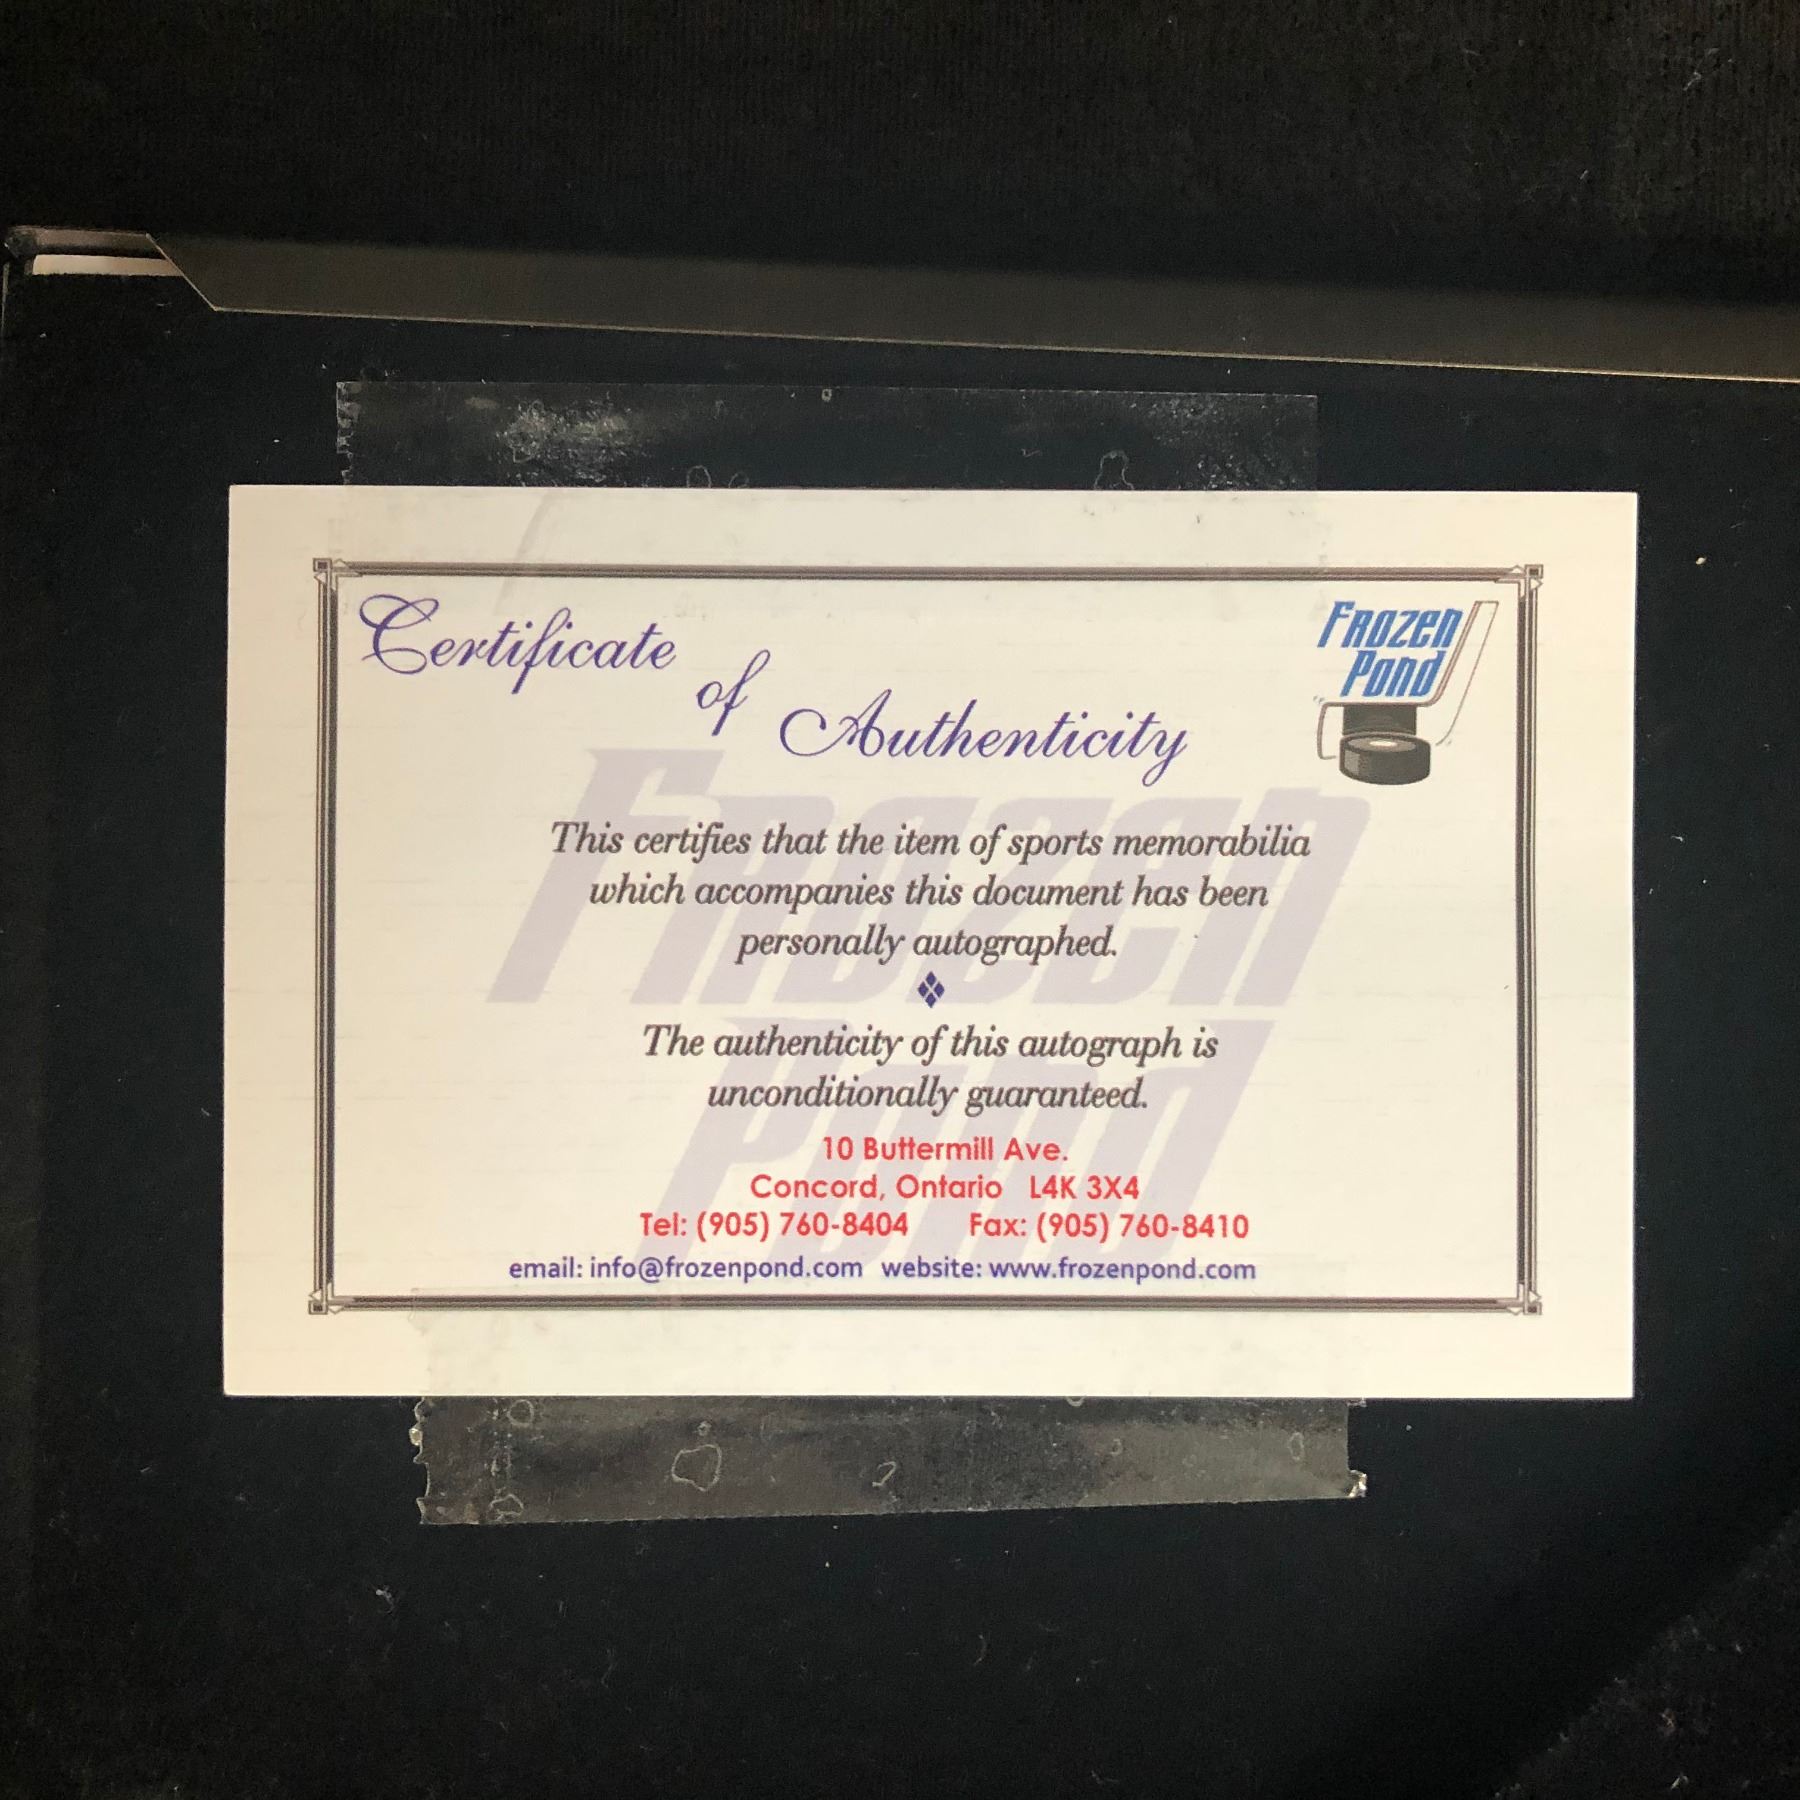 Certificate
of
Authenticity
Frozen
Pond
Frozen
Pond
This certifies that the item of sports memorabilia
which accompanies this document has been
personally autographed.
The authenticity of this autograph is
unconditionally guaranteed.
10 Buttermill Ave.
Concord, Ontario L4K 3X4
Tel: (905) 760-8404 Fax: (905) 760-8410
email: info@frozenpond.com website: www.frozenpond.com